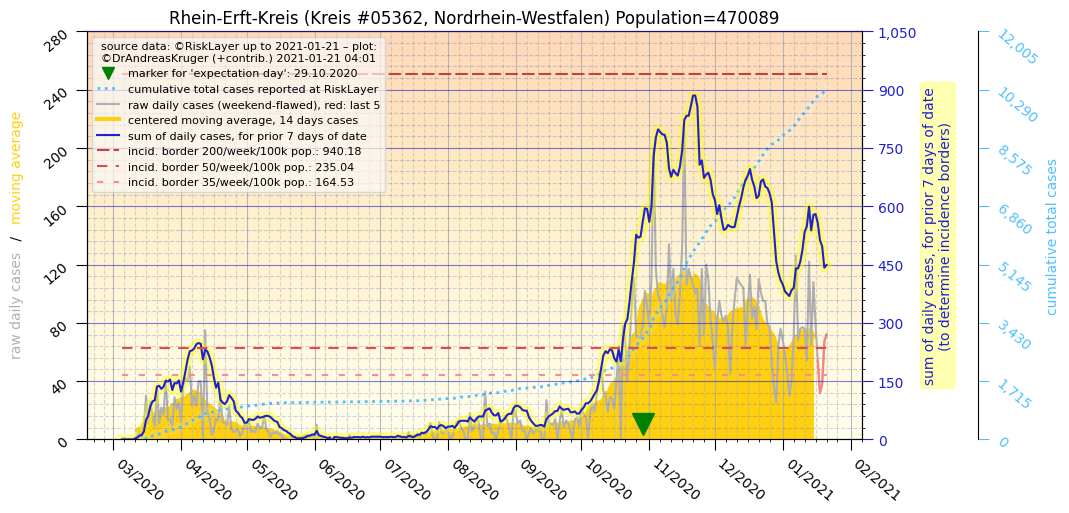 Rhein-Erft-Kreis (Kreis #05362, Nordrhein-Westfalen) Population=470089
source data: ©RiskLayer up to 2021-01-21 – plot:
©DrAndreasKruger (+contrib.) 2021-01-21 04:01
marker for 'expectation day': 29.10.2020
cumulative total cases reported at RiskLayer
raw daily cases (weekend-flawed), red: last 5
centered moving average, 14 days cases
sum of daily cases, for prior 7 days of date
incid. border 200/week/100k pop.: 940.18
incid. border 50/week/100k pop.: 235.04
incid. border 35/week/100k pop.: 164.53
raw daily cases / moving average
280
240
200
160
120
80
40
0
03/2020
04/2020
05/2020
06/2020
07/2020
08/2020
09/2020
10/2020
11/2020
12/2020
01/2021
02/2021
1,050
900
750
600
450
300
150
0
sum of daily cases, for prior 7 days of date
(to determine incidence borders)
12,005
10,290
8,575
6,860
5,145
3,430
1,715
0
cumulative total cases